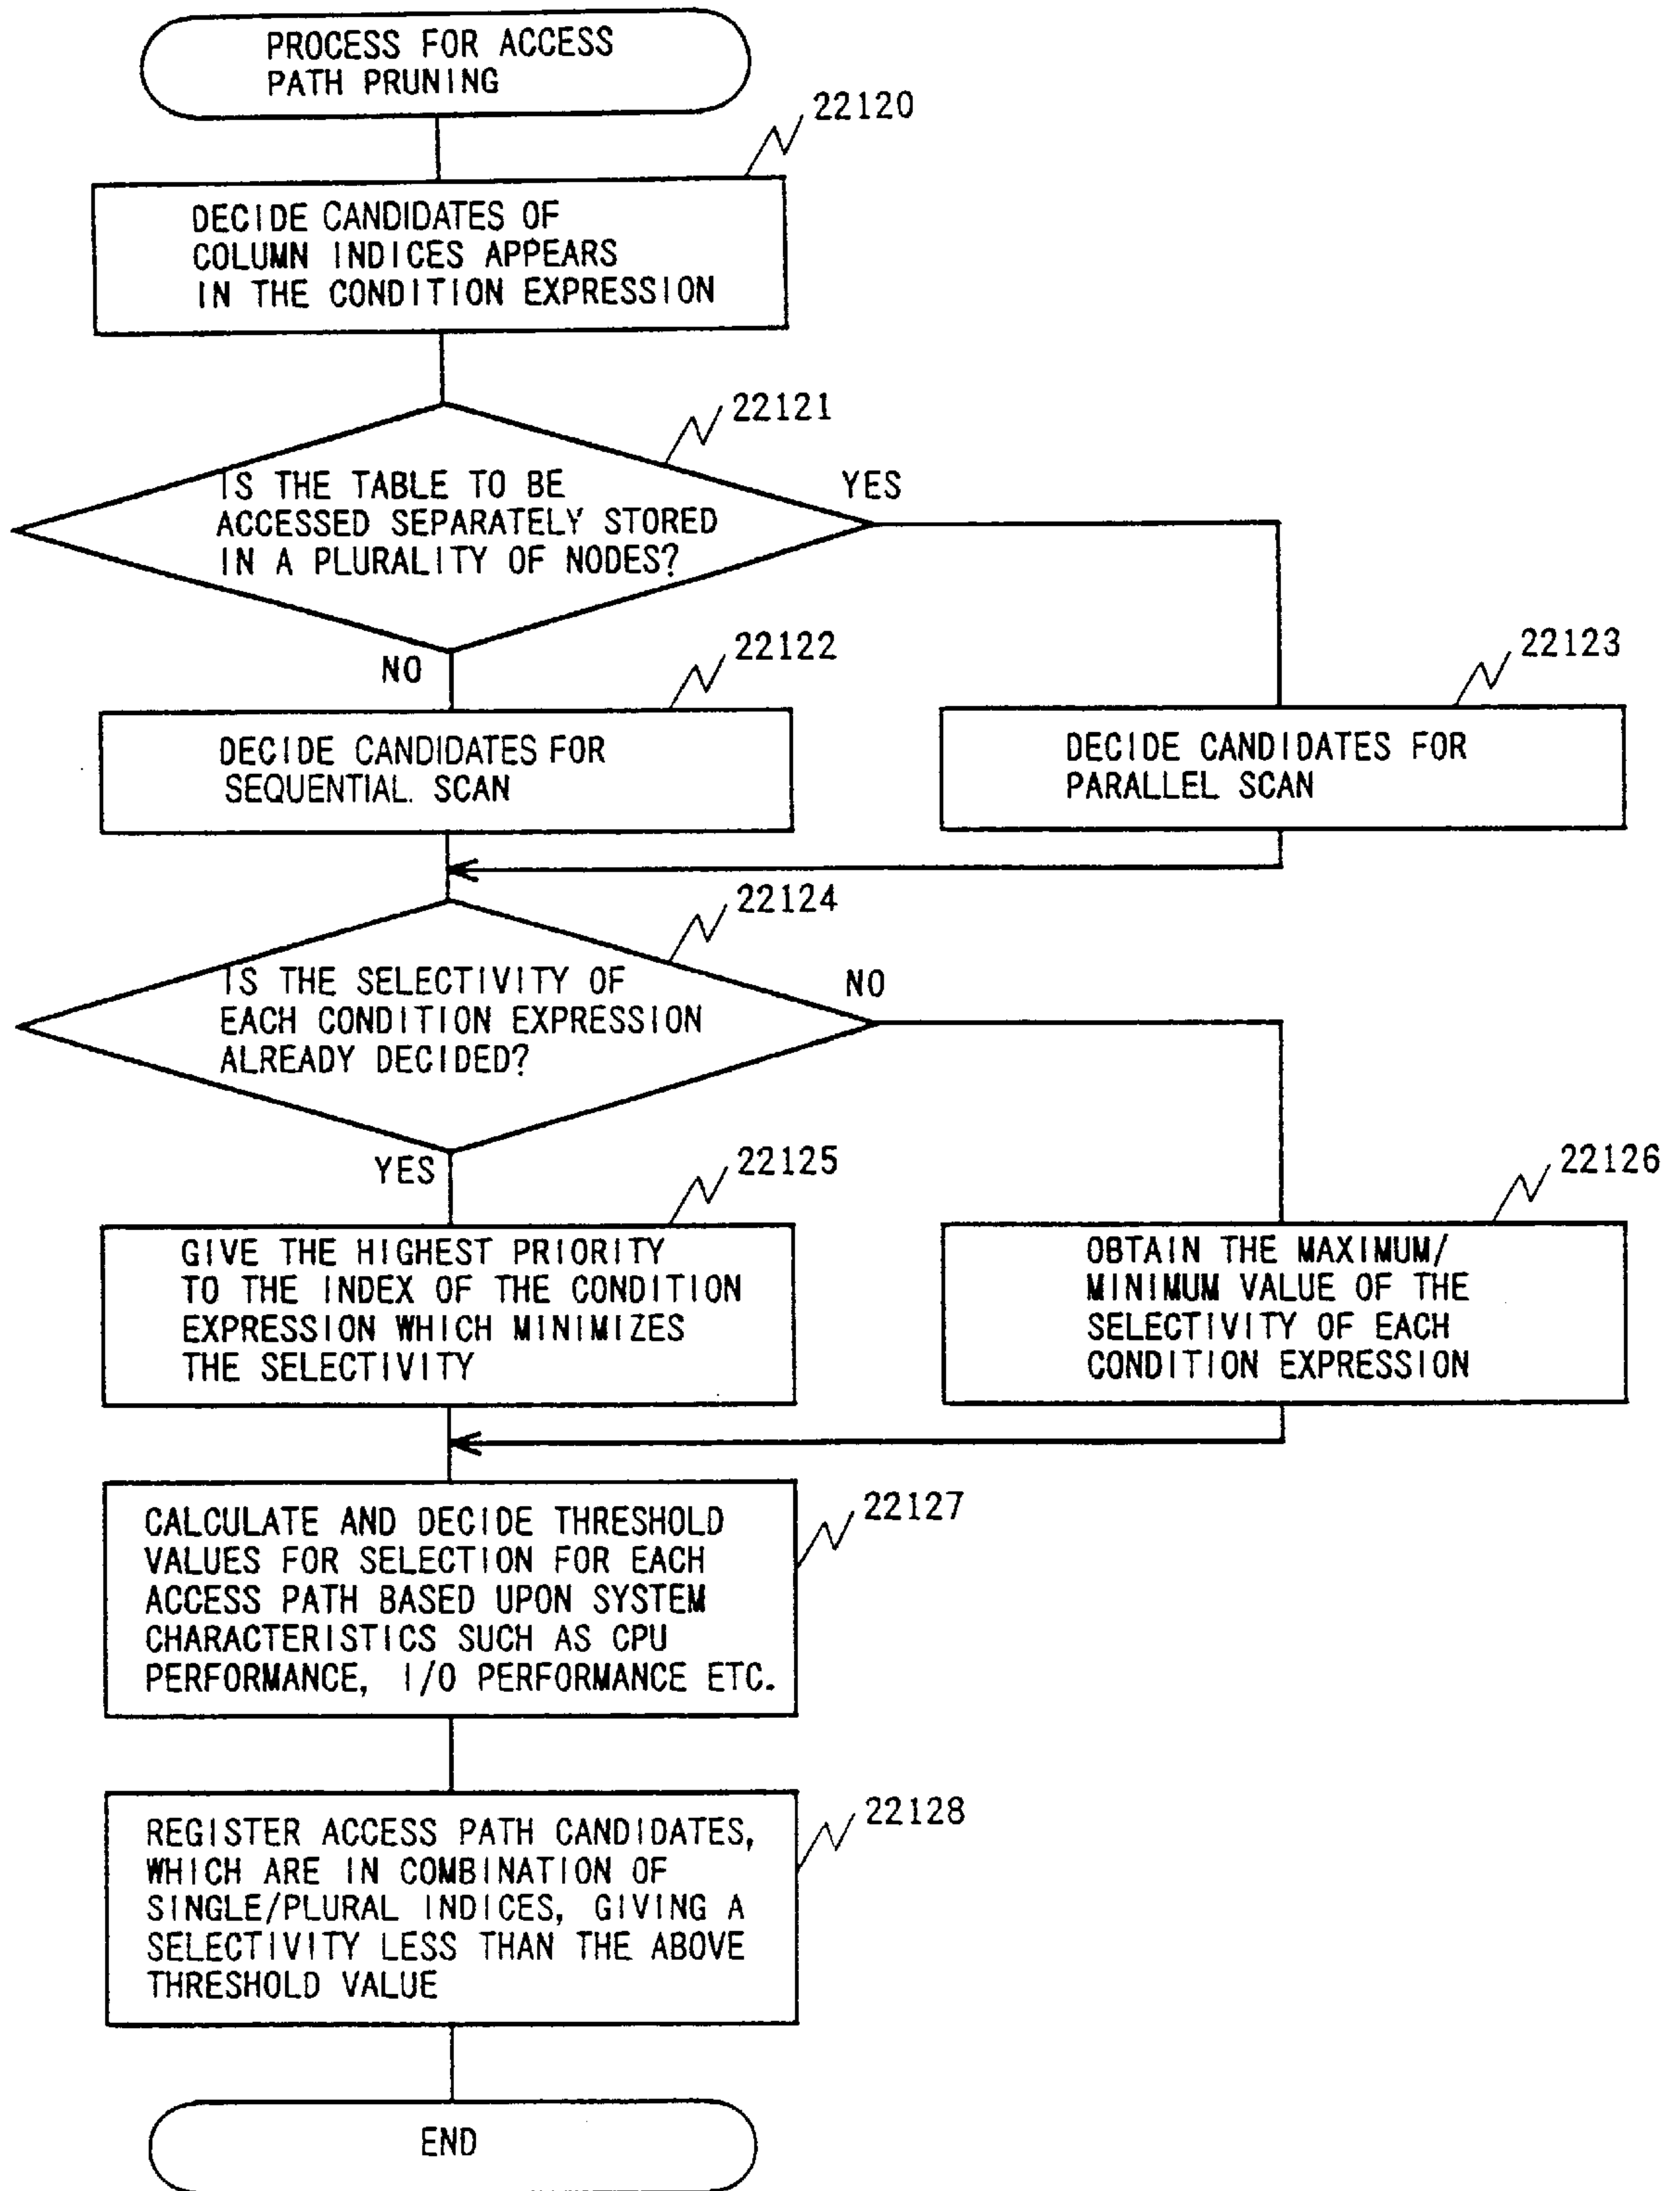 PROCESS FOR ACCESS
PATH PRUNING
22120
DECIDE CANDIDATES OF
COLUMN INDICES APPEARS
IN THE CONDITION EXPRESSION
22121
IS THE TABLE TO BE
ACCESSED SEPARATELY STORED
IN A PLURALITY OF NODES?
YES
NO
22122
22123
DECIDE CANDIDATES FOR
SEQUENTIAL. SCAN
DECIDE CANDIDATES FOR
PARALLEL SCAN
22124
IS THE SELECTIVITY OF
EACH CONDITION EXPRESSION
ALREADY DECIDED?
NO
YES
22125
22126
GIVE THE HIGHEST PRIORITY
TO THE INDEX OF THE CONDITION
EXPRESSION WHICH MINIMIZES
THE SELECTIVITY
OBTAIN THE MAXIMUM/
MINIMUM VALUE OF THE
SELECTIVITY OF EACH
CONDITION EXPRESSION
22127
CALCULATE AND DECIDE THRESHOLD
VALUES FOR SELECTION FOR EACH
ACCESS PATH BASED UPON SYSTEM
CHARACTERISTICS SUCH AS CPU
PERFORMANCE, I/O PERFORMANCE ETC.
22128
REGISTER ACCESS PATH CANDIDATES,
WHICH ARE IN COMBINATION OF
SINGLE/PLURAL INDICES, GIVING A
SELECTIVITY LESS THAN THE ABOVE
THRESHOLD VALUE
END